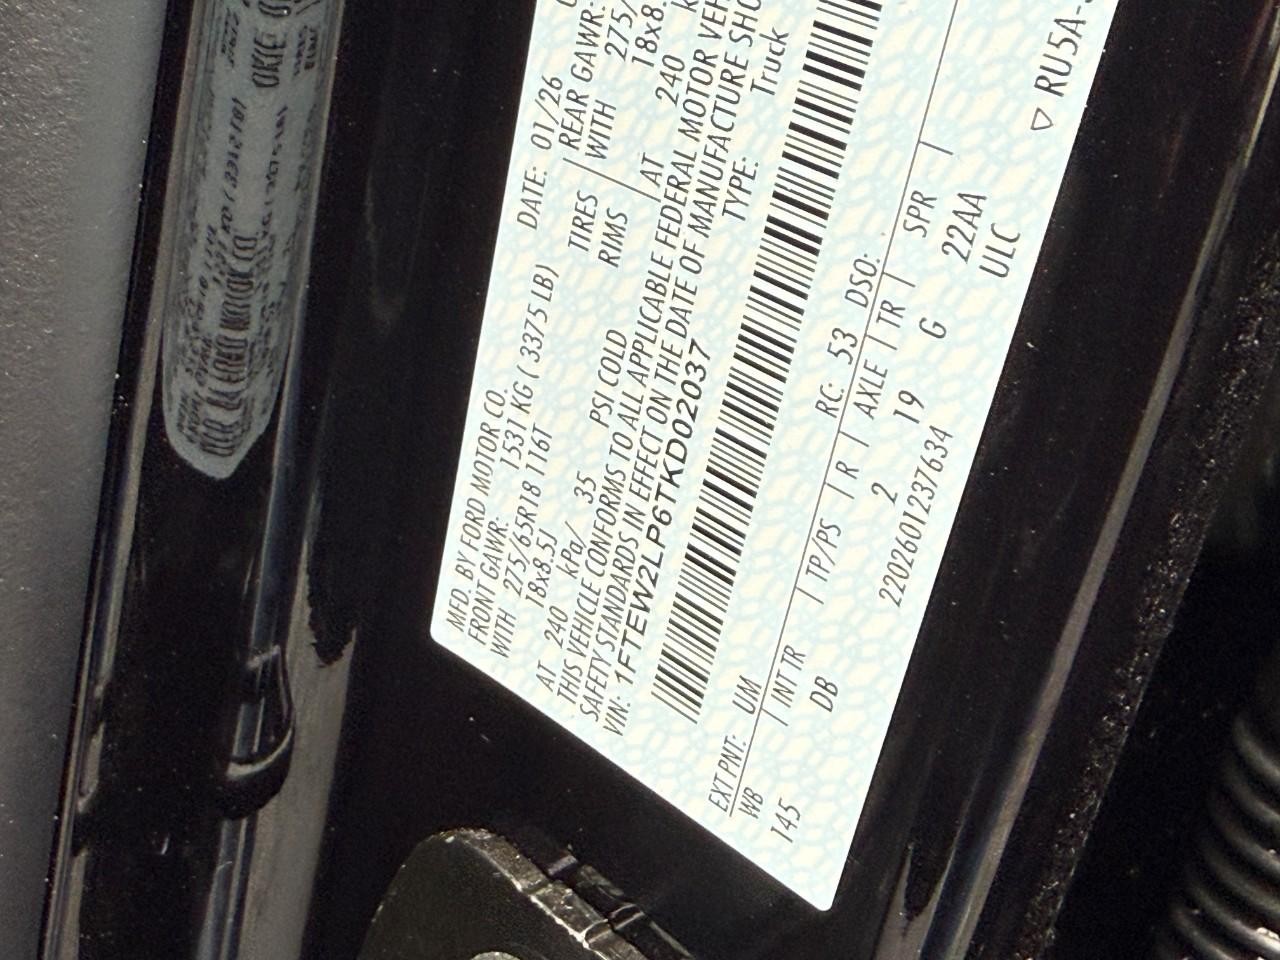 MFD. BY FORD MOTOR CO.
DATE: 01/26
FRONT GAWR: 1531 KG ( 3375 LB)
REAR GAWR:
WITH 275/65R18 116T TIRES
WITH 275/
18x8.5J RIMS
18x8.
AT 240 kPa/ 35 PSI COLD
AT 240
THIS VEHICLE CONFORMS TO ALL APPLICABLE FEDERAL MOTOR VEH
SAFETY STANDARDS IN EFFECT ON THE DATE OF MANUFACTURE SHO
VIN: 1FTEW2LP6TKD02037
TYPE: Truck
EXT PNT: UM RC: 53 DSO:
WB INT TR TP/PS R AXLE TR SPR
145 DB 2 19 G 22AA
ULC
2202601237634
▽ RU5A-